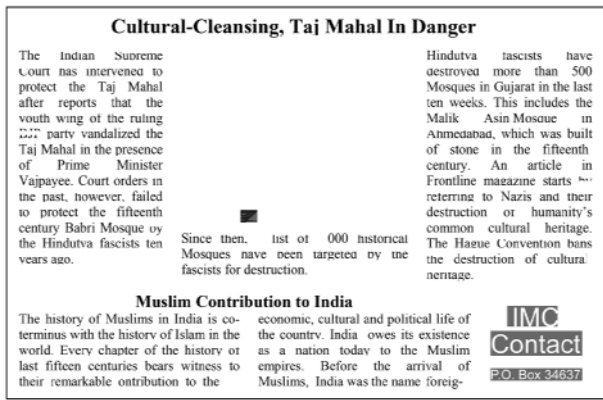 Cultural-Cleansing, Taj Mahal In Danger
The Indian Supreme
Court has intervened to
protect the Taj Mahal
after reports that the
youth wing of the ruling
BJP party vandalized the
Taj Mahal in the presence
of Prime Minister
Vajpayee. Court orders in
the past, however, failed
to protect the fifteenth
century Babri Mosque by
the Hindutva fascists ten
years ago.
Since then, list of 000 historical
Mosques have been targeted by the
fascists for destruction.
Hindutva fascists have
destroyed more than 500
Mosques in Gujarat in the last
ten weeks. This includes the
Malik Asin Mosque in
Ahmedabad, which was built
of stone in the fifteenth
century. An article in
Frontline magazine starts by
referring to Nazis and their
destruction of humanity's
common cultural heritage.
The Hague Convention bans
the destruction of cultural
heritage.
Muslim Contribution to India
The history of Muslims in India is co-
terminus with the history of Islam in the
world. Every chapter of the history of
last fifteen centuries bears witness to
their remarkable ontribution to the
economic, cultural and political life of
the country. India owes its existence
as a nation today to the Muslim
empires. Before the arrival of
Muslims, India was the name foreig-
IMC
Contact
P.O. Box 34637